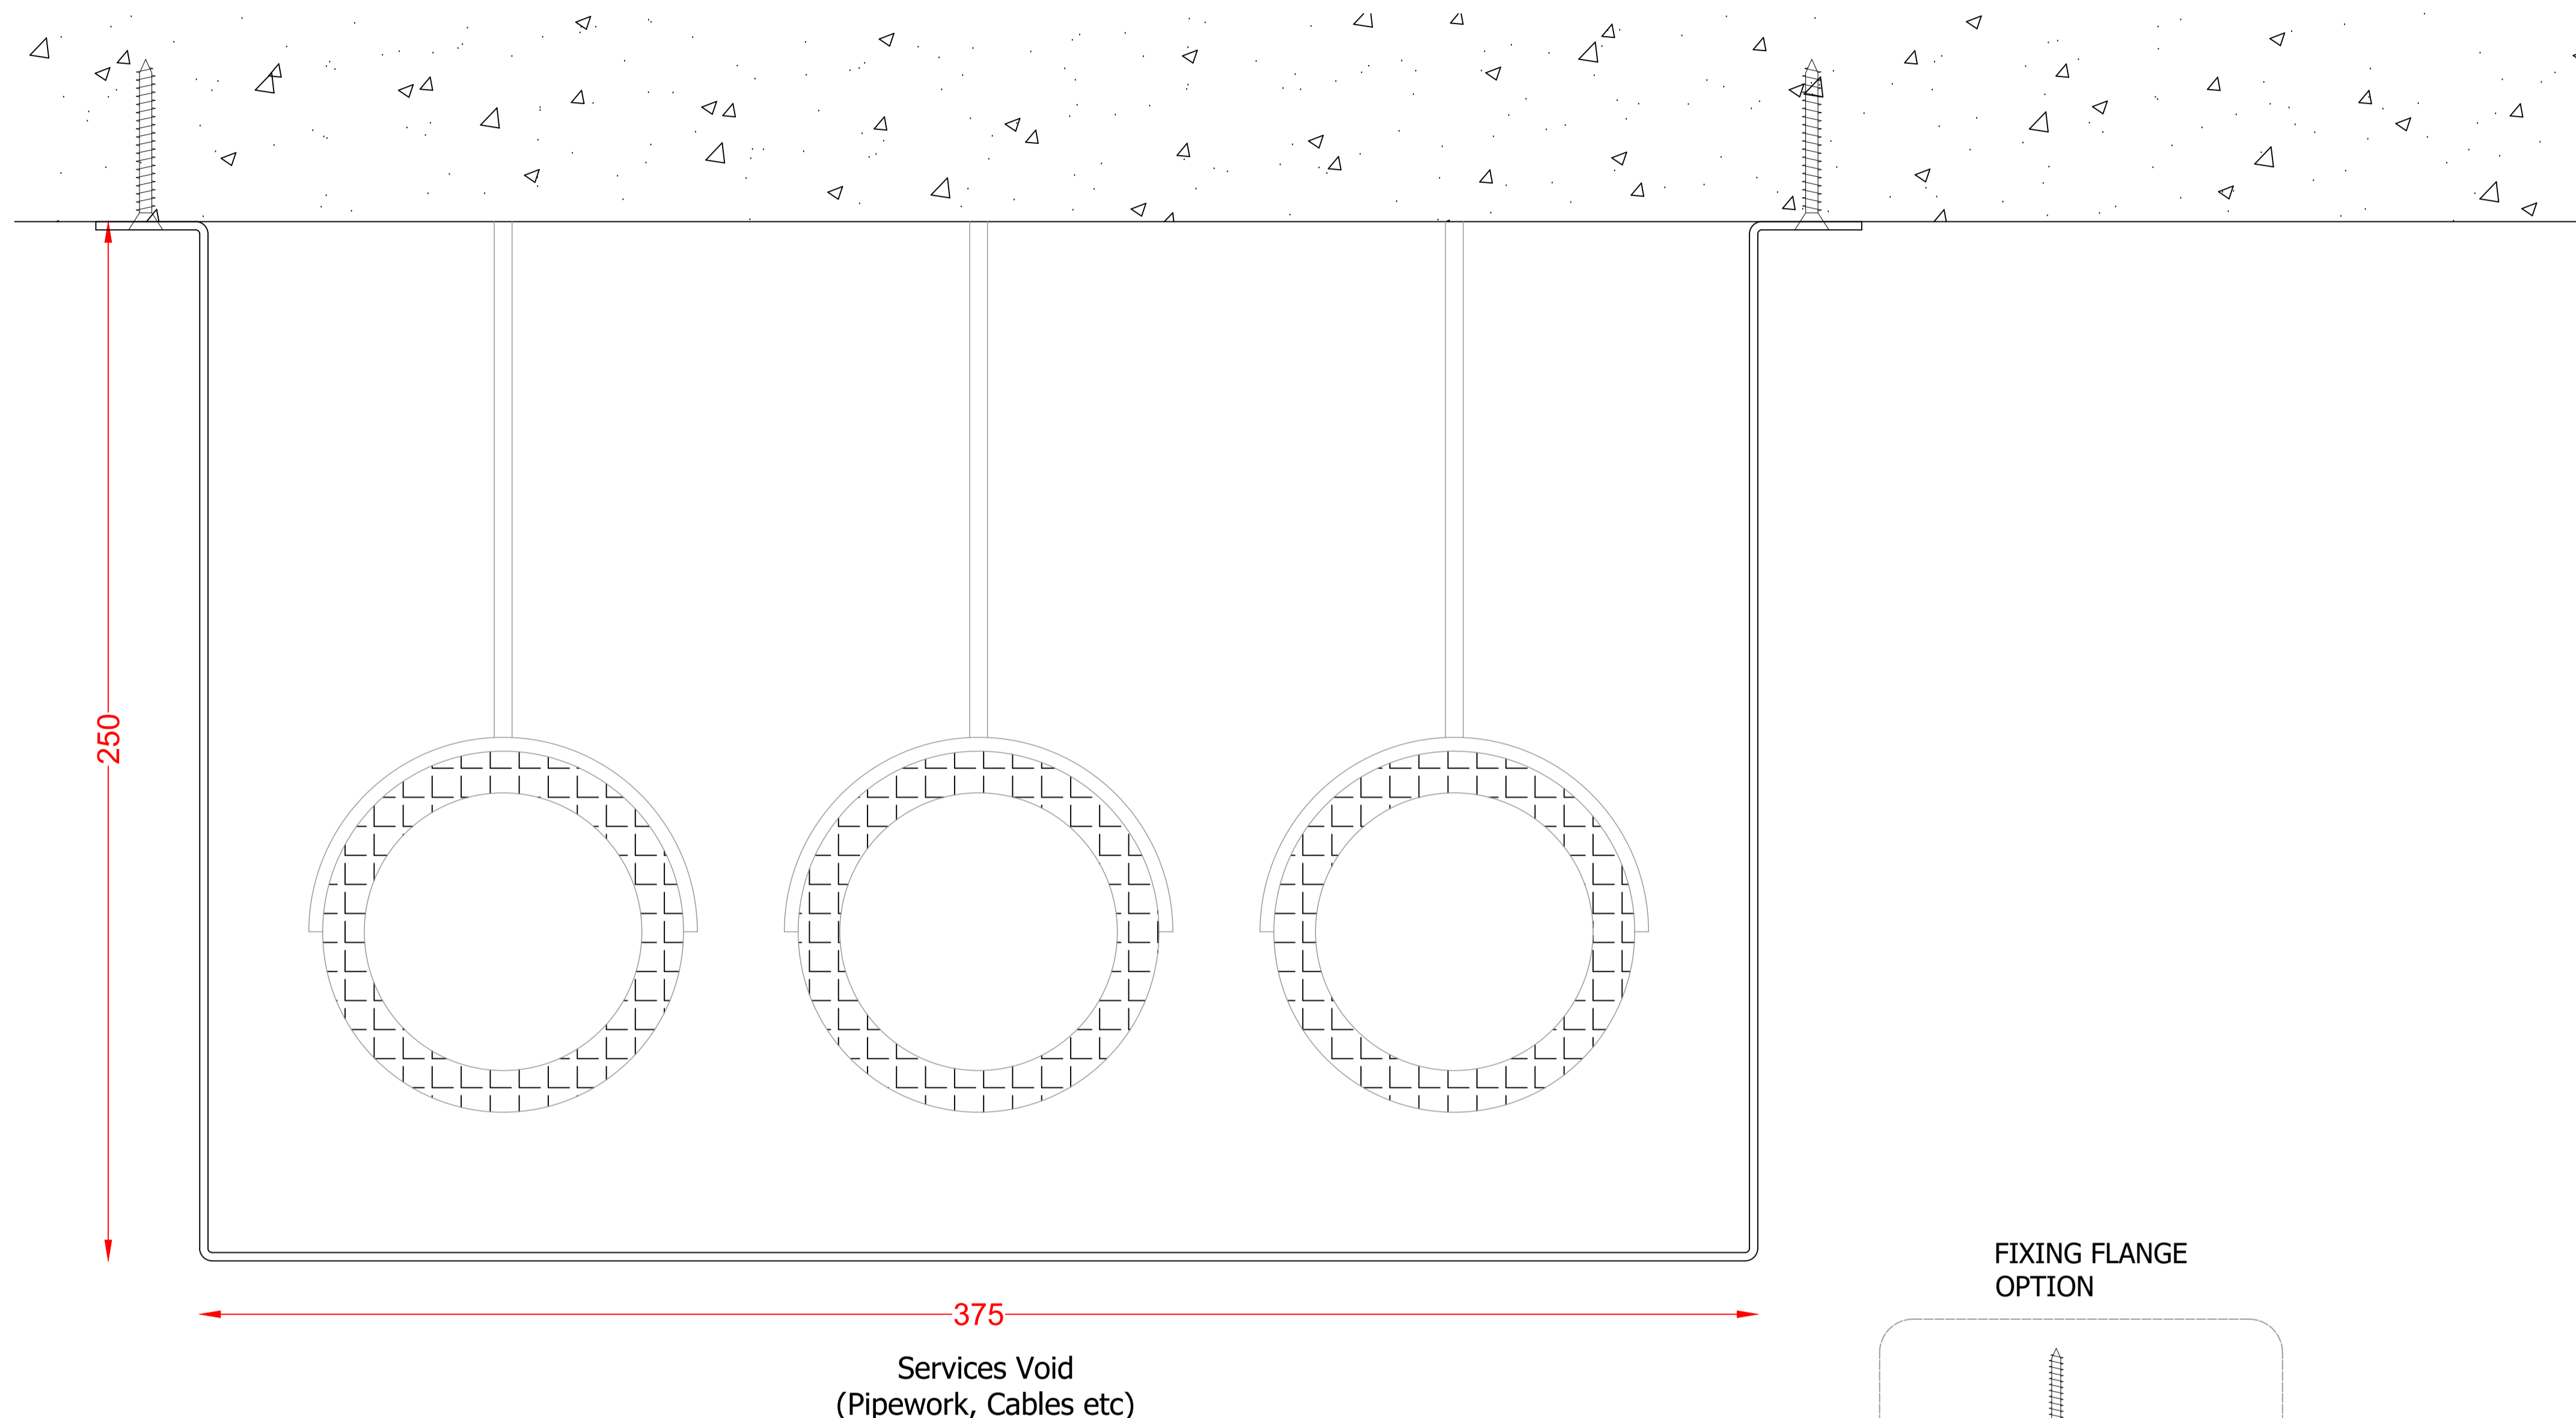 250
375
Services Void
(Pipework, Cables etc)
FIXING FLANGE
OPTION